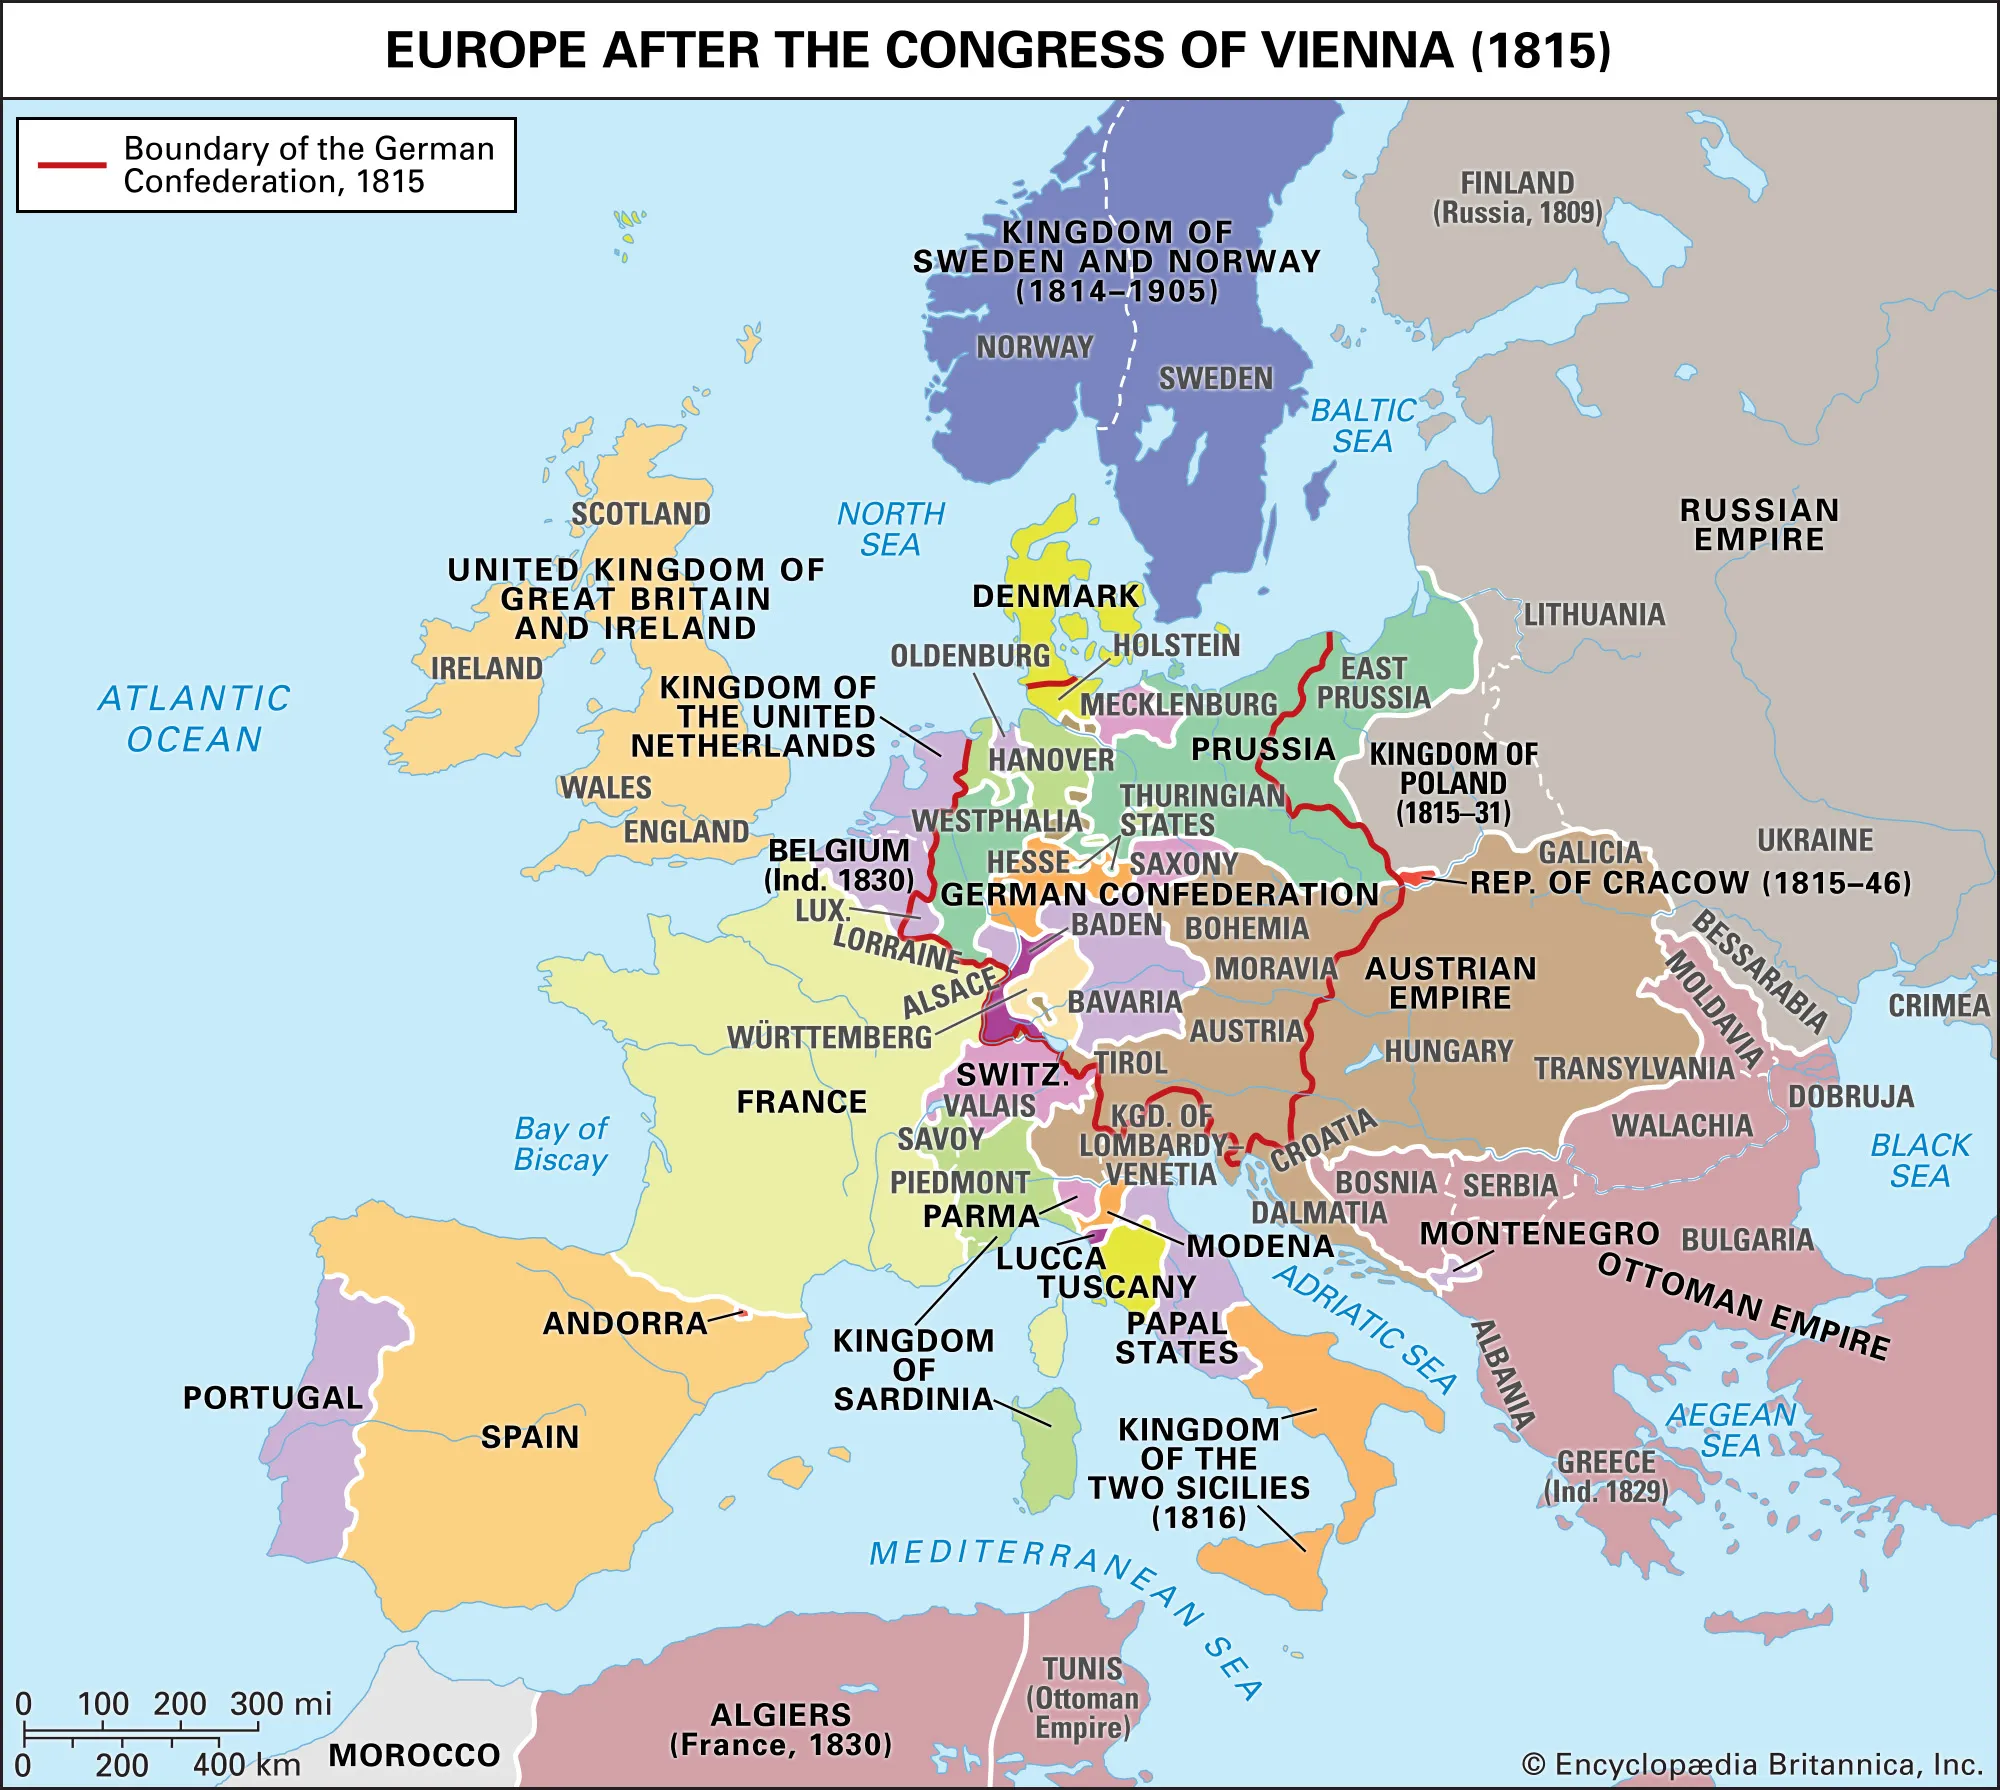 EUROPE AFTER THE CONGRESS OF VIENNA (1815)
Boundary of the German
Confederation, 1815
FINLAND
(Russia, 1809)
KINGDOM OF
SWEDEN AND NORWAY
(1814–1905)
NORWAY
SWEDEN
BALTIC
SEA
RUSSIAN
EMPIRE
SCOTLAND
NORTH
SEA
UNITED KINGDOM OF
GREAT BRITAIN
AND IRELAND
DENMARK
LITHUANIA
IRELAND
OLDENBURG
HOLSTEIN
EAST
PRUSSIA
ATLANTIC
OCEAN
KINGDOM OF
THE UNITED
NETHERLANDS
MECKLENBURG
PRUSSIA
HANOVER
KINGDOM OF
POLAND
(1815–31)
WALES
ENGLAND
WESTPHALIA
THURINGIAN
STATES
UKRAINE
BELGIUM
(Ind. 1830)
HESSE
SAXONY
GALICIA
GERMAN CONFEDERATION
REP. OF CRACOW (1815–46)
LUX.
LORRAINE
BADEN
BOHEMIA
BESSARABIA
ALSACE
MORAVIA
AUSTRIAN
EMPIRE
MOLDAVIA
CRIMEA
BAVARIA
WÜRTTEMBERG
AUSTRIA
HUNGARY
TRANSYLVANIA
TIROL
SWITZ.
VALAIS
FRANCE
DOBRUJA
WALACHIA
KGD. OF
LOMBARDY–
VENETIA
CROATIA
Bay of
Biscay
SAVOY
BLACK
SEA
PIEDMONT
BOSNIA
SERBIA
PARMA
DALMATIA
MONTENEGRO
BULGARIA
LUCCA
MODENA
OTTOMAN EMPIRE
TUSCANY
ADRIATIC SEA
ANDORRA
PAPAL
STATES
KINGDOM
OF
SARDINIA
ALBANIA
PORTUGAL
SPAIN
KINGDOM
OF THE
TWO SICILIES
(1816)
AEGEAN
SEA
GREECE
(Ind. 1829)
MEDITERRANEAN SEA
TUNIS
(Ottoman
Empire)
ALGIERS
(France, 1830)
MOROCCO
0 100 200 300 mi
0 200 400 km
© Encyclopædia Britannica, Inc.